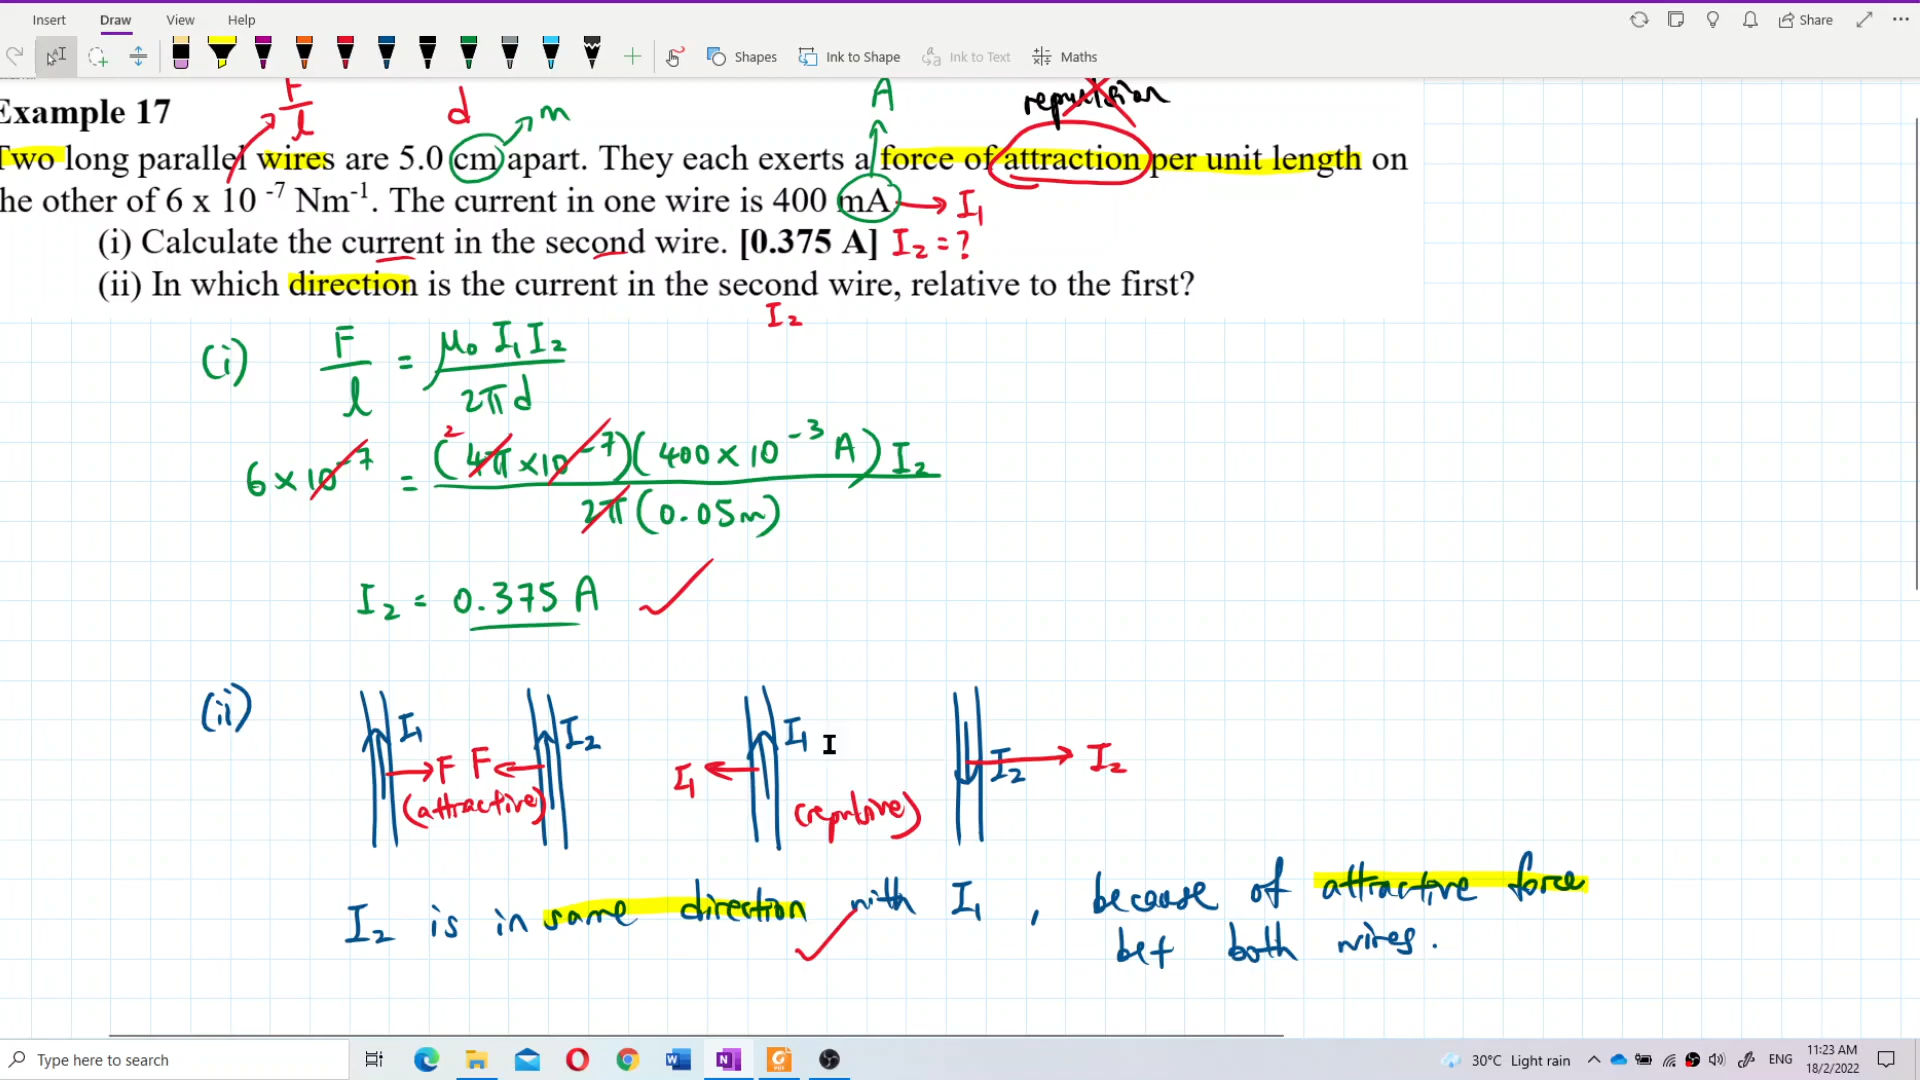 Insert Draw View Help Share
Shapes Ink to Shape Ink to Text Maths
F/l d m A repulsion
Example 17
Two long parallel wires are 5.0 cm apart. They each exerts a force of attraction per unit length on
the other of 6 x 10 -7 Nm-1. The current in one wire is 400 mA. → I₁
(i) Calculate the current in the second wire. [0.375 A] I₂ = ?
(ii) In which direction is the current in the second wire, relative to the first?
I₂
(i) F/l = μ₀ I₁ I₂ / 2π d
6 × 10⁻⁷ = (4π × 10⁻⁷)(400 × 10⁻³ A) I₂ / 2π (0.05m)
2
I₂ = 0.375 A
(ii) I₁ I₂ I₁ I₂
F F I₁ I₂
(attractive) (repulsive)
I₂ is in same direction with I₁, because of attractive force
bet both wires.
Type here to search 30°C Light rain ENG 11:23 AM
18/2/2022